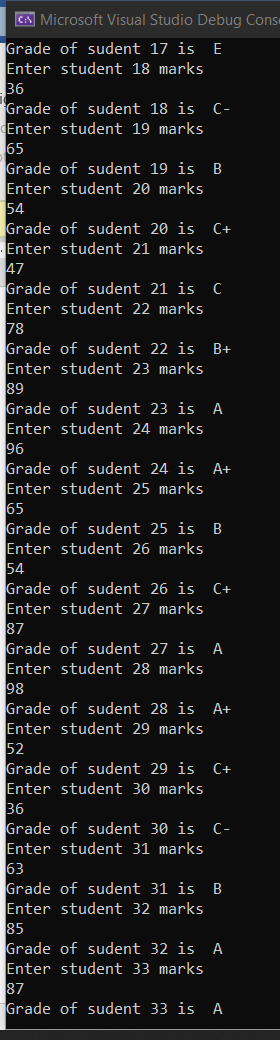 Microsoft Visual Studio Debug Cons
Grade of sudent 17 is  E
Enter student 18 marks
36
Grade of sudent 18 is  C-
Enter student 19 marks
65
Grade of sudent 19 is  B
Enter student 20 marks
54
Grade of sudent 20 is  C+
Enter student 21 marks
47
Grade of sudent 21 is  C
Enter student 22 marks
78
Grade of sudent 22 is  B+
Enter student 23 marks
89
Grade of sudent 23 is  A
Enter student 24 marks
96
Grade of sudent 24 is  A+
Enter student 25 marks
65
Grade of sudent 25 is  B
Enter student 26 marks
54
Grade of sudent 26 is  C+
Enter student 27 marks
87
Grade of sudent 27 is  A
Enter student 28 marks
98
Grade of sudent 28 is  A+
Enter student 29 marks
52
Grade of sudent 29 is  C+
Enter student 30 marks
36
Grade of sudent 30 is  C-
Enter student 31 marks
63
Grade of sudent 31 is  B
Enter student 32 marks
85
Grade of sudent 32 is  A
Enter student 33 marks
87
Grade of sudent 33 is  A